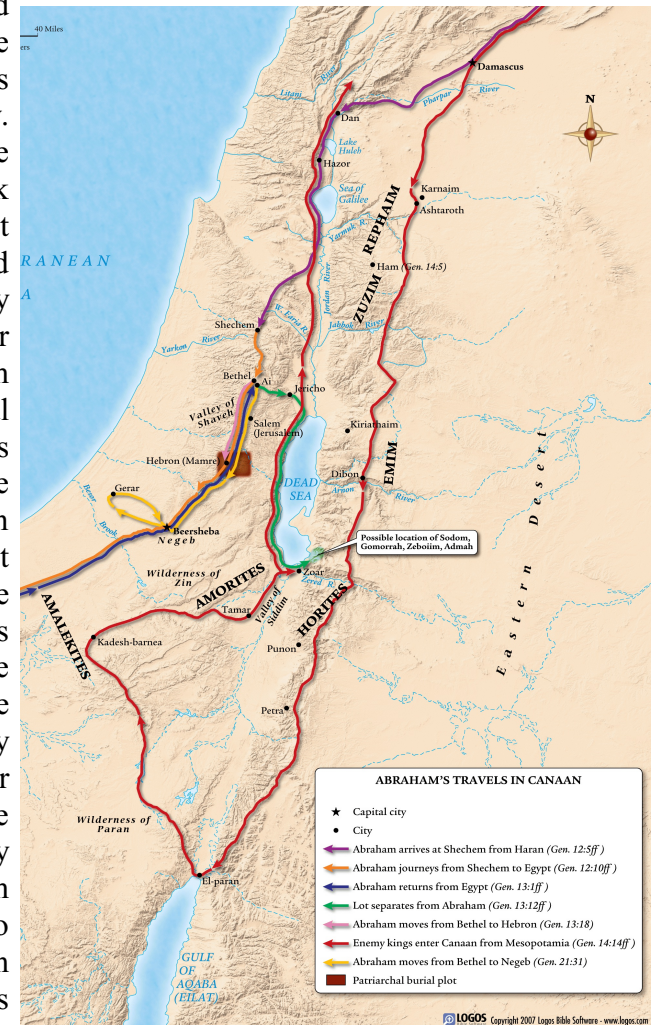 d
e
s
y.
e
k
t
d
y
r
n
l
s
e
n
t
e
s
e
e
y
r
e
y
n
o
n
s
40 Miles
ers
Damascus
Litani
River
Pharpar River
Dan
N
Lake
Huleh
Hazor
Sea of
Galilee
Karnaim
Ashtaroth
REPHAIM
Yarmuk R.
RANEAN
A
Ham (Gen. 14:5)
ZUZIM
Jordan River
W. Faria R.
Shechem
Jabbok River
Yarkon River
Bethel
Ai
Jericho
Valley of
Shaveh
Salem
(Jerusalem)
Kiriathaim
Hebron (Mamre)
EMIM
DEAD
SEA
Dibon
Arnon River
Gerar
Besor Brook
Beersheba
Negeb
Eastern Desert
Possible location of Sodom,
Gomorrah, Zeboiim, Admah
Wilderness of
Zin
AMORITES
Zoar
Zered R.
Valley of
Siddim
HORITES
AMALEKITES
Tamar
Kadesh-barnea
Punon
Petra
Wilderness of
Paran
El-paran
GULF
OF
AQABA
(EILAT)
ABRAHAM'S TRAVELS IN CANAAN
Capital city
City
Abraham arrives at Shechem from Haran (Gen. 12:5ff )
Abraham journeys from Shechem to Egypt (Gen. 12:10ff )
Abraham returns from Egypt (Gen. 13:1ff )
Lot separates from Abraham (Gen. 13:12ff )
Abraham moves from Bethel to Hebron (Gen. 13:18)
Enemy kings enter Canaan from Mesopotamia (Gen. 14:14ff )
Abraham moves from Bethel to Negeb (Gen. 21:31)
Patriarchal burial plot
LOGOS Copyright 2007 Logos Bible Software - www.logos.com